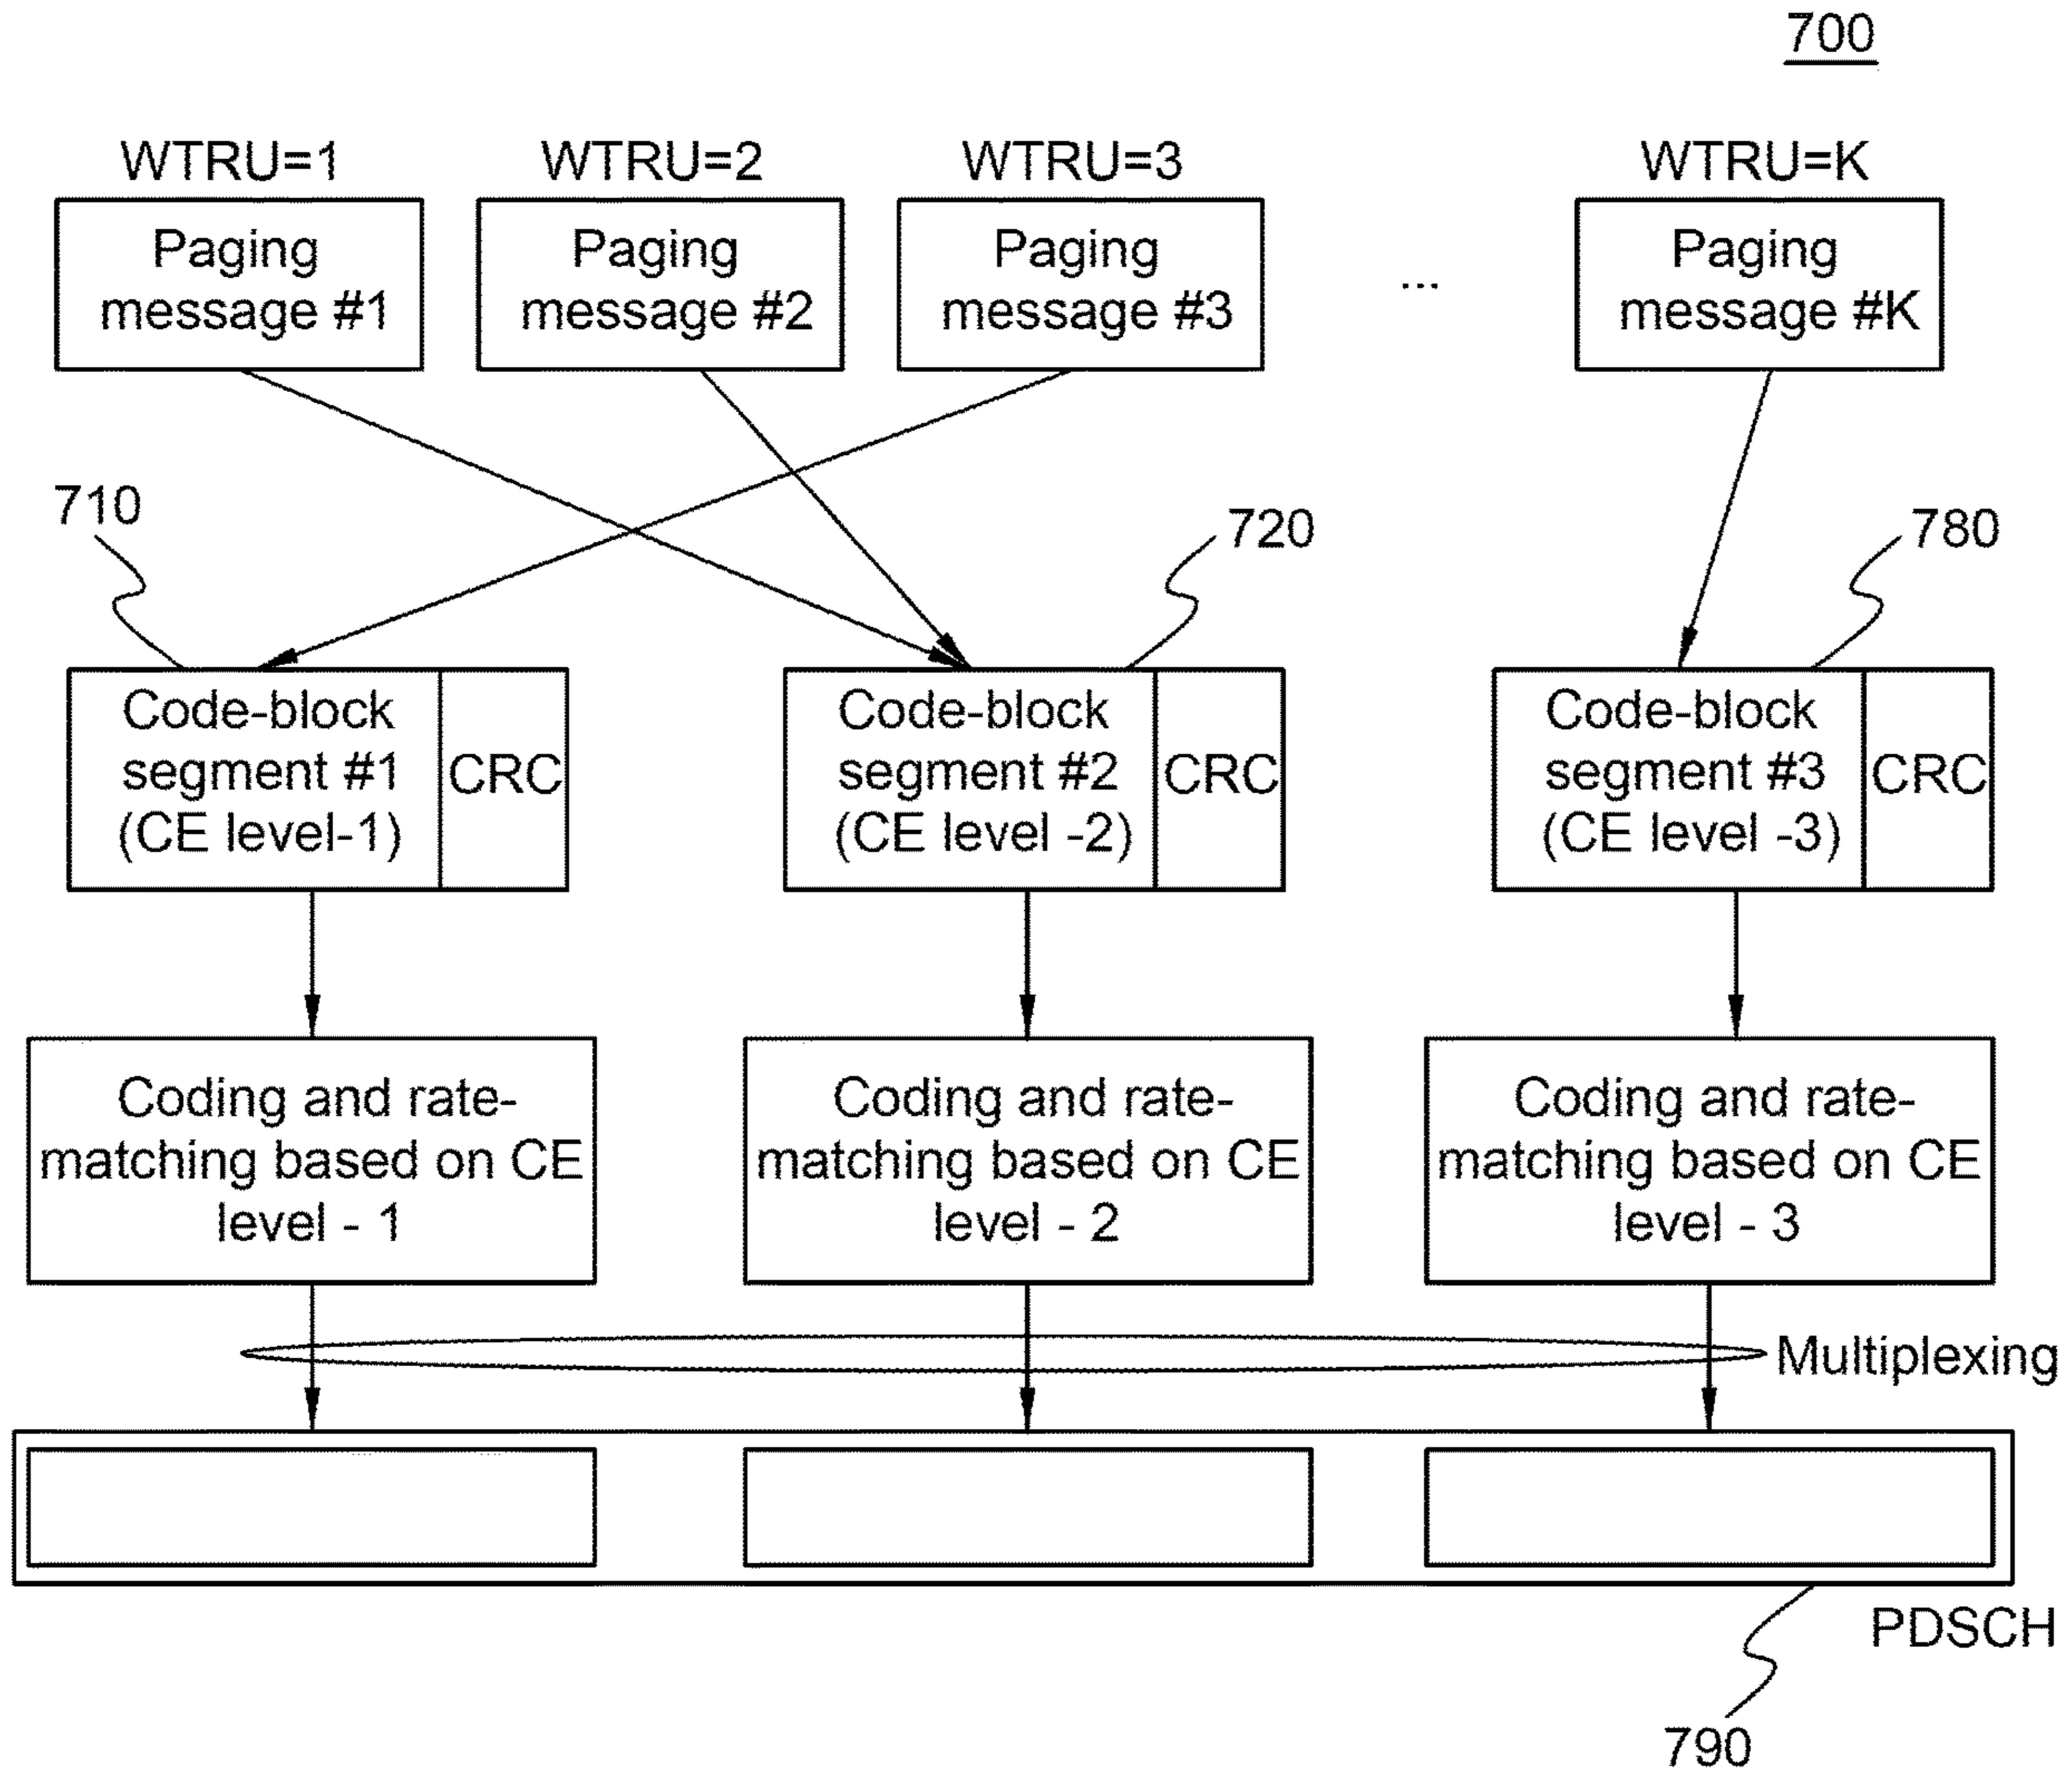 700
WTRU=1
WTRU=2
WTRU=3
WTRU=K
Paging
message #1
Paging
message #2
Paging
message #3
...
Paging
message #K
710
720
780
Code-block
segment #1
(CE level-1)
CRC
Code-block
segment #2
(CE level -2)
CRC
Code-block
segment #3
(CE level -3)
CRC
Coding and rate-
matching based on CE
level - 1
Coding and rate-
matching based on CE
level - 2
Coding and rate-
matching based on CE
level - 3
Multiplexing
PDSCH
790